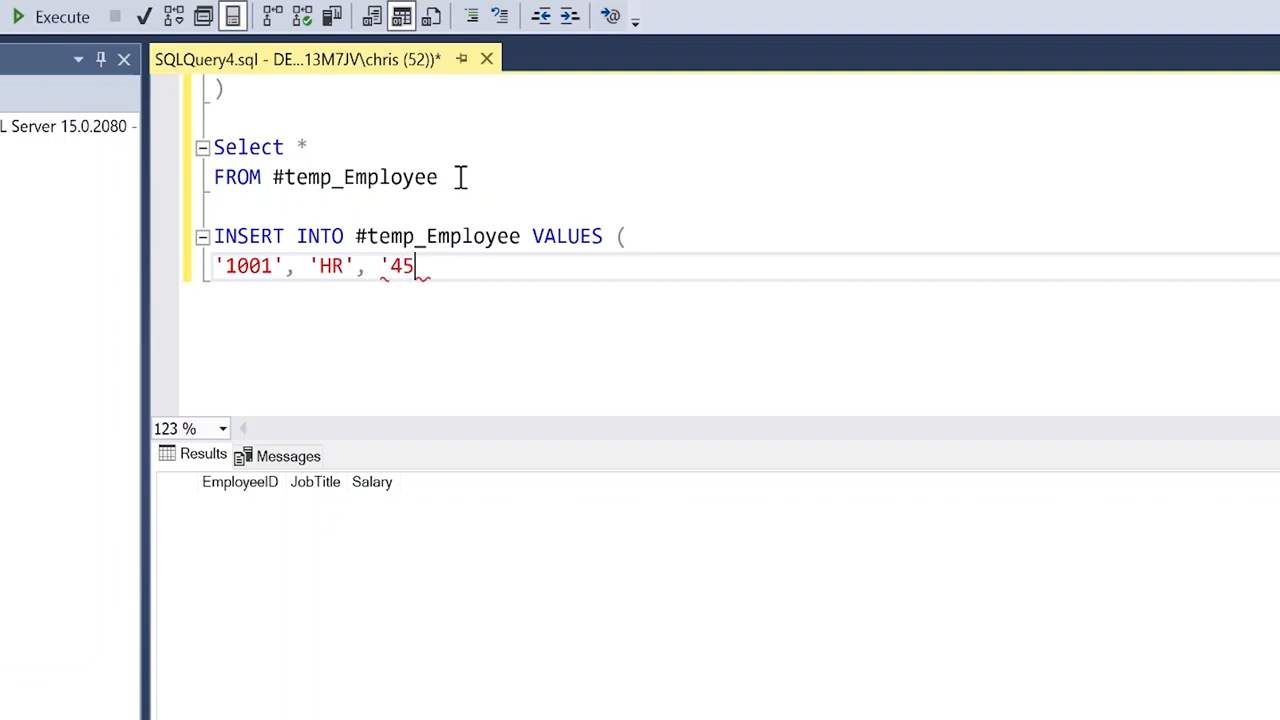 Execute
SQLQuery4.sql - DE...13M7JV\chris (52))*
L Server 15.0.2080 -
)
Select *
FROM #temp_Employee
INSERT INTO #temp_Employee VALUES (
'1001', 'HR', '45
123 %
Results Messages
EmployeeID JobTitle Salary